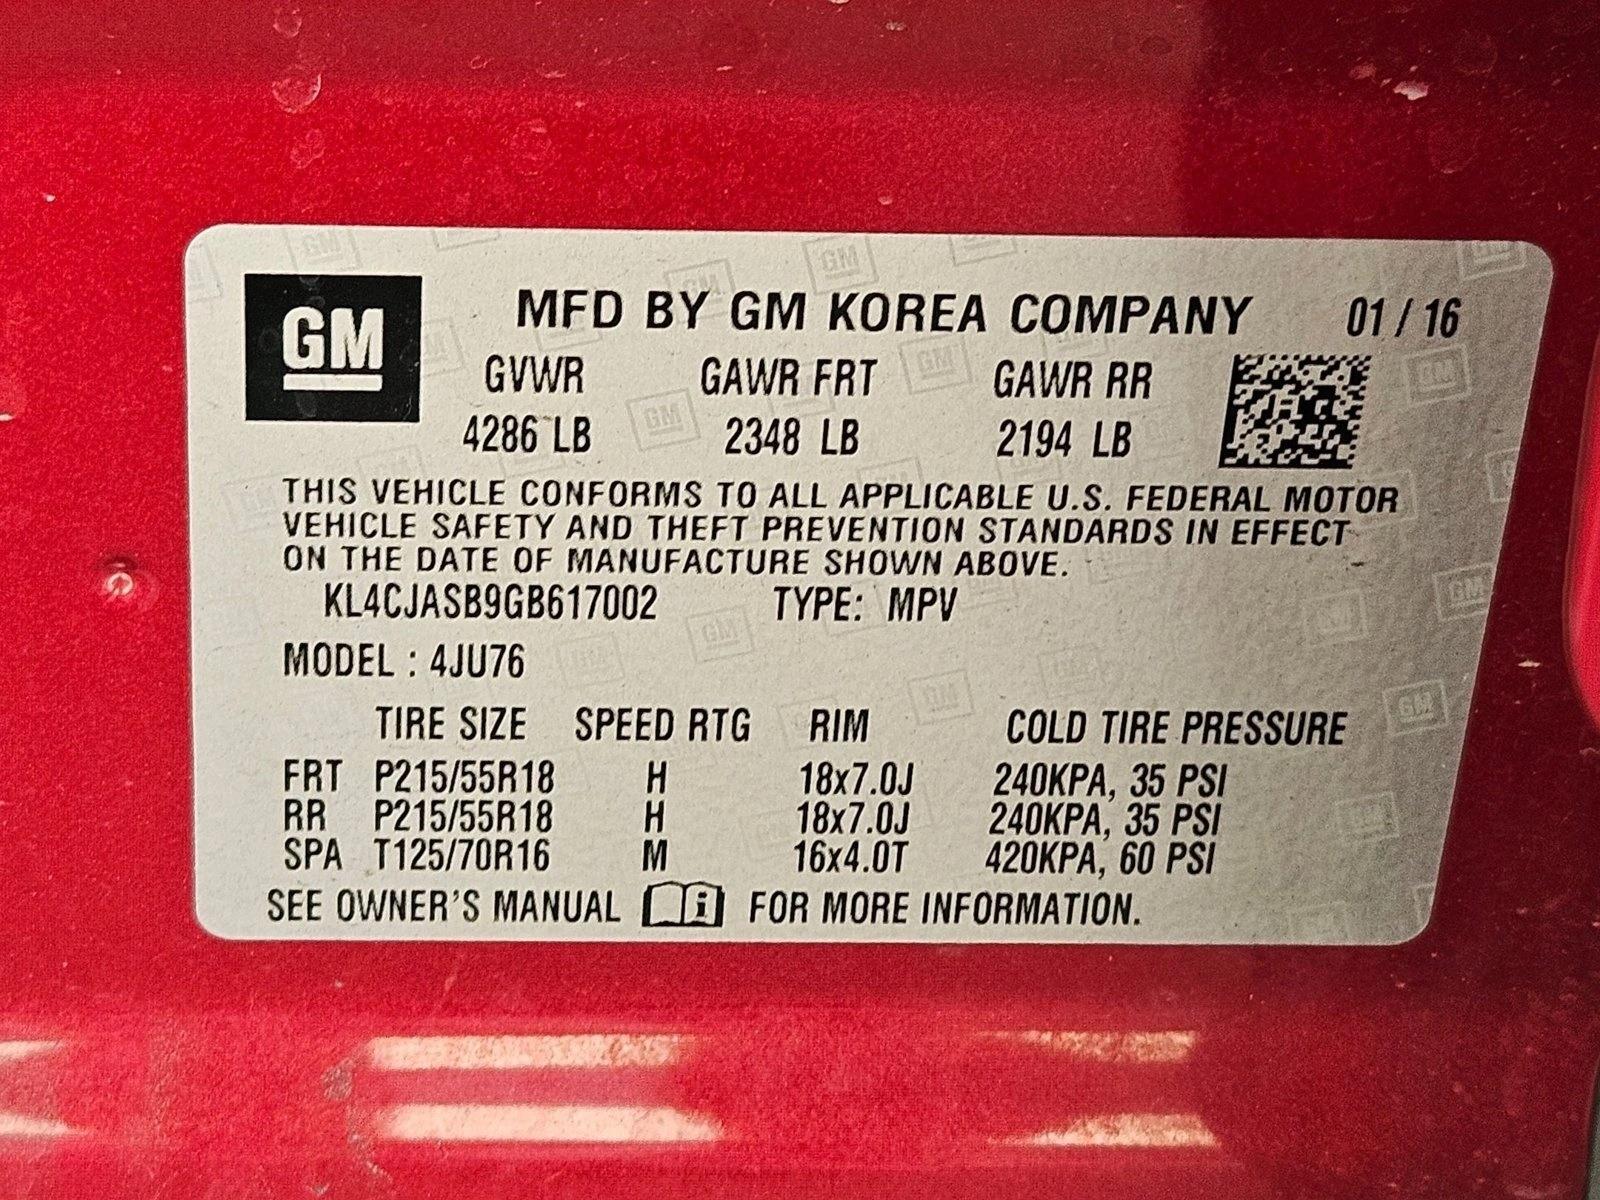 GM MFD BY GM KOREA COMPANY 01 / 16
GVWR GAWR FRT GAWR RR
4286 LB 2348 LB 2194 LB
THIS VEHICLE CONFORMS TO ALL APPLICABLE U.S. FEDERAL MOTOR
VEHICLE SAFETY AND THEFT PREVENTION STANDARDS IN EFFECT
ON THE DATE OF MANUFACTURE SHOWN ABOVE.
KL4CJASB9GB617002 TYPE: MPV
MODEL : 4JU76
TIRE SIZE SPEED RTG RIM COLD TIRE PRESSURE
FRT P215/55R18 H 18x7.0J 240KPA, 35 PSI
RR P215/55R18 H 18x7.0J 240KPA, 35 PSI
SPA T125/70R16 M 16x4.0T 420KPA, 60 PSI
SEE OWNER'S MANUAL i FOR MORE INFORMATION.